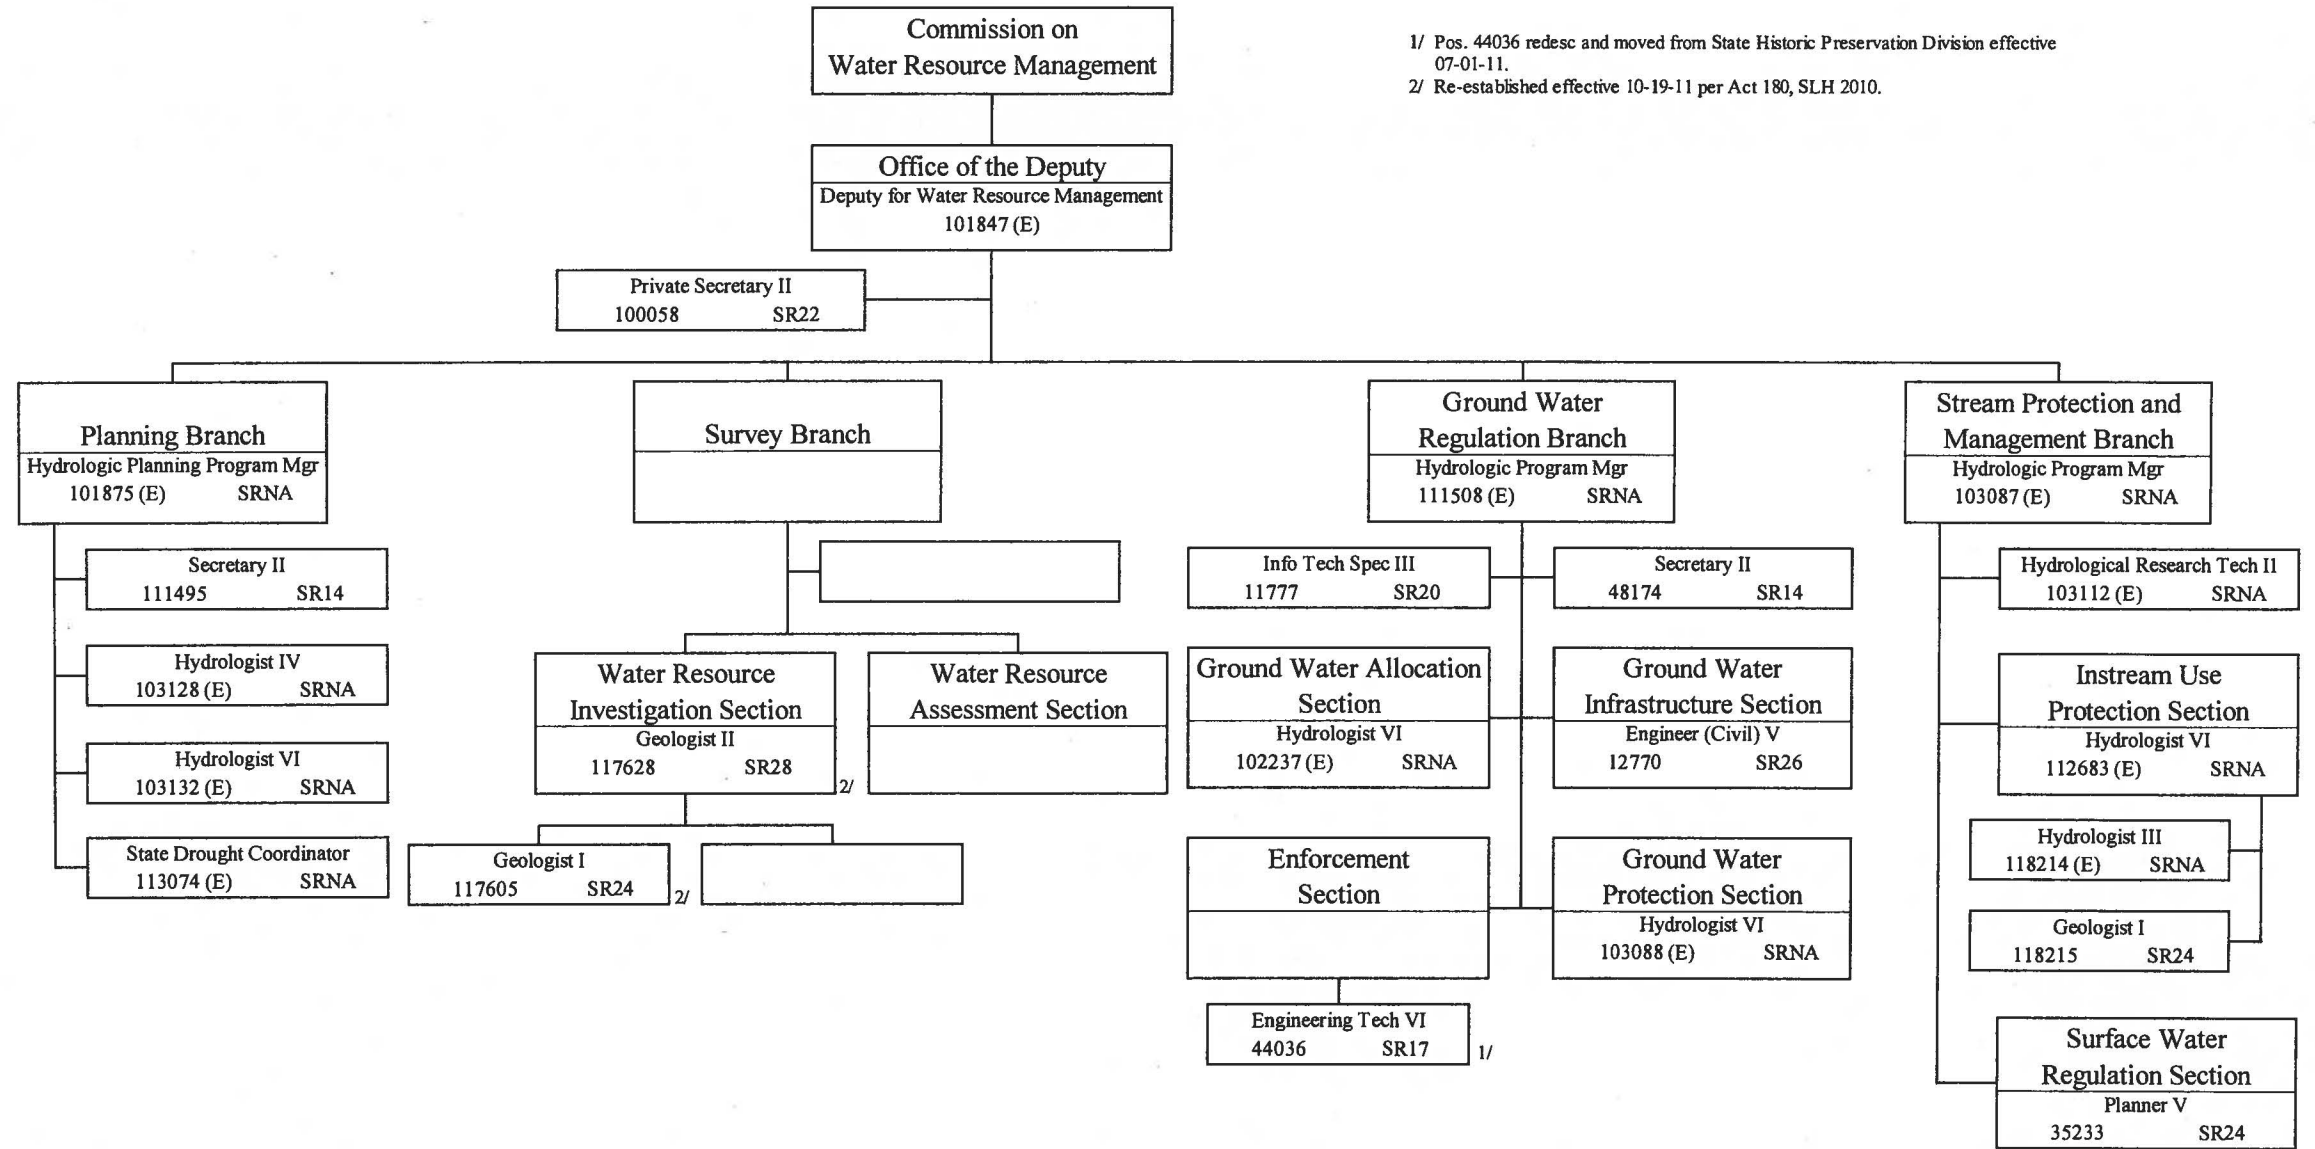 Commission on
Water Resource Management
1/ Pos. 44036 redesc and moved from State Historic Preservation Division effective
07-01-11.
2/ Re-established effective 10-19-11 per Act 180, SLH 2010.
Office of the Deputy
Deputy for Water Resource Management
101847 (E)
Private Secretary II
100058 SR22
Planning Branch
Hydrologic Planning Program Mgr
101875 (E) SRNA
Secretary II
111495 SR14
Hydrologist IV
103128 (E) SRNA
Hydrologist VI
103132 (E) SRNA
State Drought Coordinator
113074 (E) SRNA
Survey Branch
Water Resource
Investigation Section
Geologist II
117628 SR28
2/
Water Resource
Assessment Section
Geologist I
117605 SR24
2/
Ground Water
Regulation Branch
Hydrologic Program Mgr
111508 (E) SRNA
Info Tech Spec III
11777 SR20
Secretary II
48174 SR14
Ground Water Allocation
Section
Hydrologist VI
102237 (E) SRNA
Ground Water
Infrastructure Section
Engineer (Civil) V
12770 SR26
Enforcement
Section
Ground Water
Protection Section
Hydrologist VI
103088 (E) SRNA
Engineering Tech VI
44036 SR17
1/
Stream Protection and
Management Branch
Hydrologic Program Mgr
103087 (E) SRNA
Hydrological Research Tech II
103112 (E) SRNA
Instream Use
Protection Section
Hydrologist VI
112683 (E) SRNA
Hydrologist III
118214 (E) SRNA
Geologist I
118215 SR24
Surface Water
Regulation Section
Planner V
35233 SR24